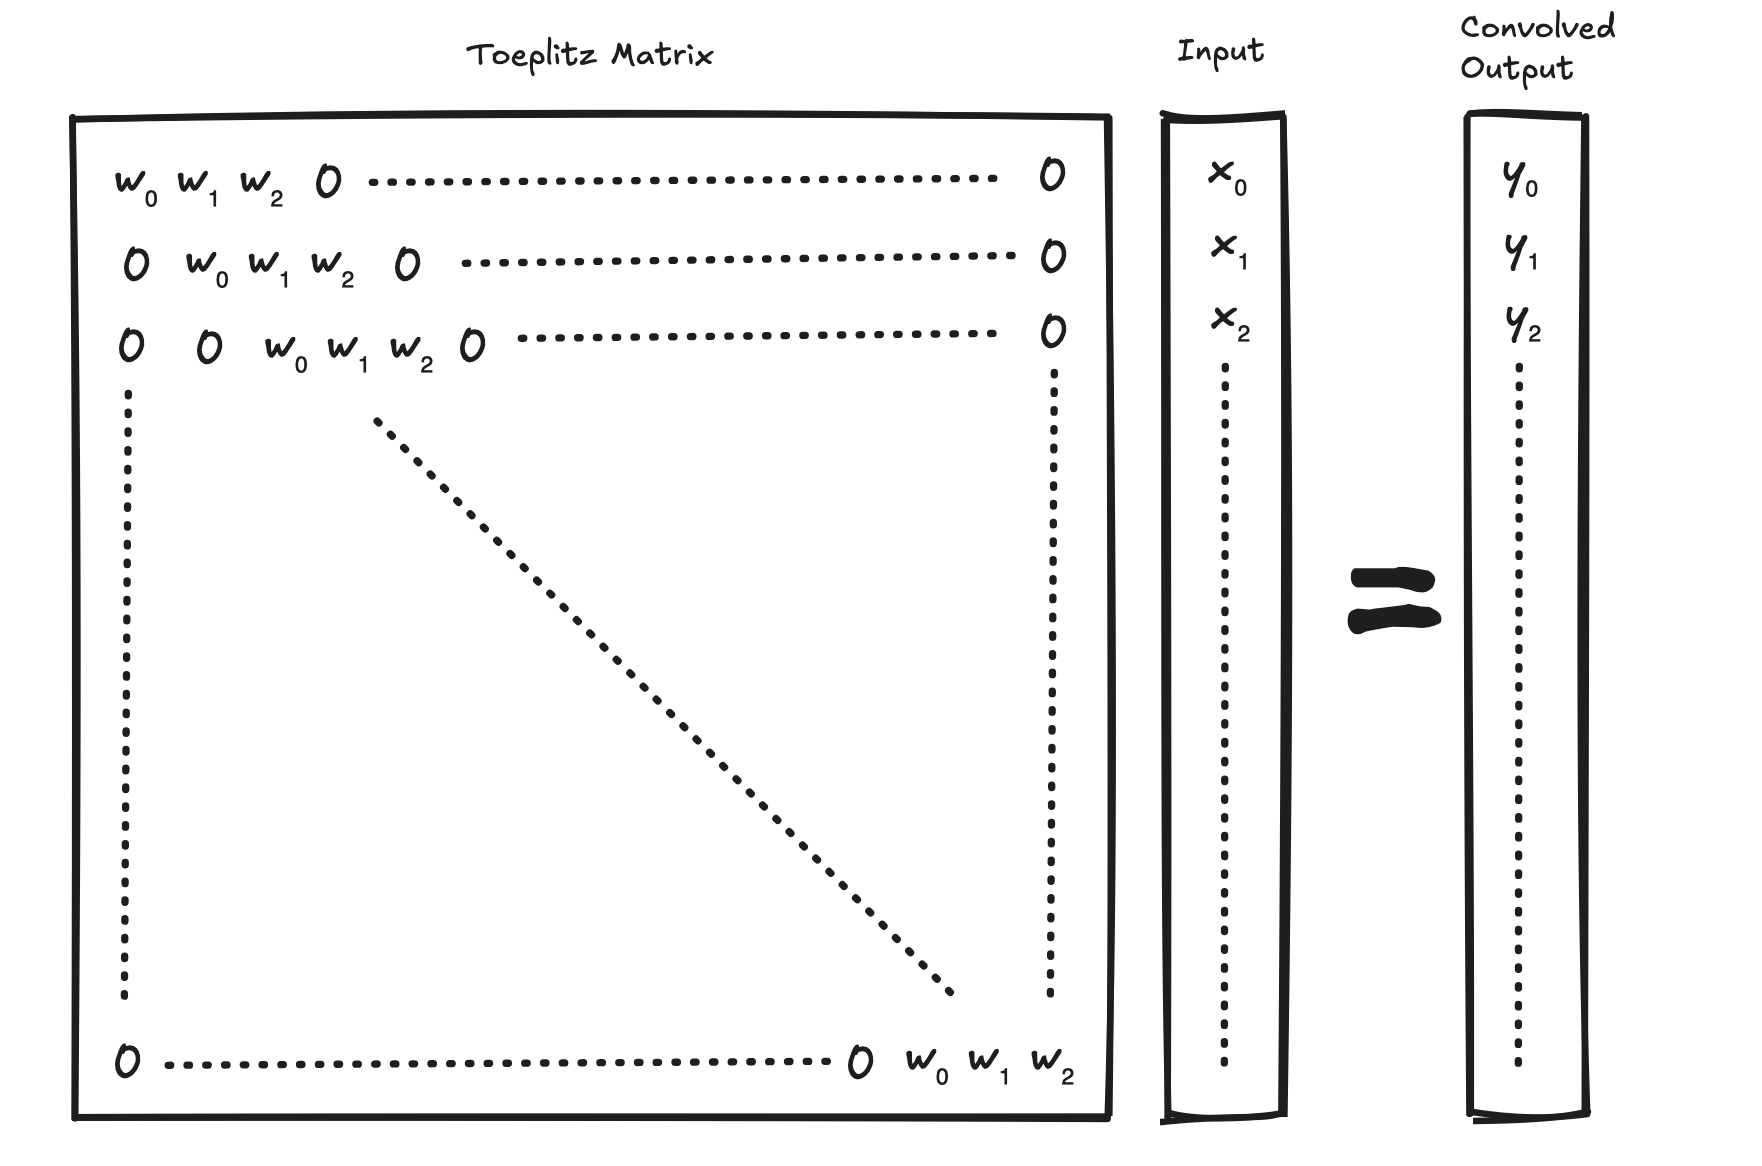 Toeplitz Matrix
Input
Convolved
Output
w₀ w₁ w₂ 0 0
0 w₀ w₁ w₂ 0 0
0 0 w₀ w₁ w₂ 0 0
0 0 w₀ w₁ w₂
x₀
x₁
x₂
=
y₀
y₁
y₂